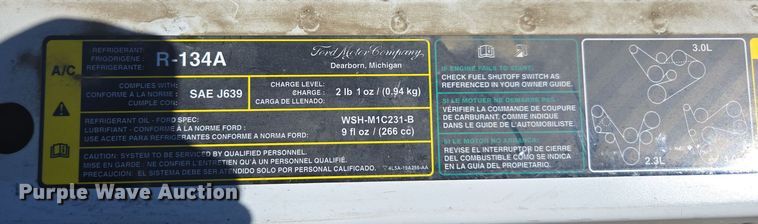 A/C
REFRIGERANT:
FRIGORIGÈNE:
REFRIGERANTE:
R-134A
Ford Motor Company
Dearborn, Michigan
COMPLIES WITH:
CONFORME À LA NORME :
CUMPLE CON:
SAE J639
CHARGE LEVEL:
CHARGE :
CARGA DE LLENADO:
2 lb 1 oz / (0.94 kg)
REFRIGERANT OIL - FORD SPEC:
LUBRIFIANT - CONFORME À LA NORME FORD :
REFRIGERANTE ACEITE - CONFORME A NORMA FORD:
WSH-M1C231-B
9 fl oz / (266 cc)
CAUTION: SYSTEM TO BE SERVICED BY QUALIFIED PERSONNEL.
MISE EN GARDE - NE CONFIER L'ENTRETIEN QU'À UN PERSONNEL QUALIFIÉ.
PRECAUCIÓN: EL SISTEMA DEBE SER ATENDIDO SOLO POR PERSONAL CALIFICADO.
4L5A-19A298-AA
IF ENGINE FAILS TO START:
CHECK FUEL SHUTOFF SWITCH AS
REFERENCED IN YOUR OWNER GUIDE.
SI LE MOTEUR NE DÉMARRE PAS:
VÉRIFIER LA COMMANDE DE COUPURE
DE CARBURANT. COMME INDIQUÉ
DANS LE GUIDE DE L'AUTOMOBILISTE
SI EL MOTOR NO ARRANCA:
REVISE EL INTERRUPTOR DE CIERRE
DEL COMBUSTIBLE COMO SE INDICA
EN LA GUIA DEL PROPIETARIO.
3.0L
2.3L
Purple Wave Auction